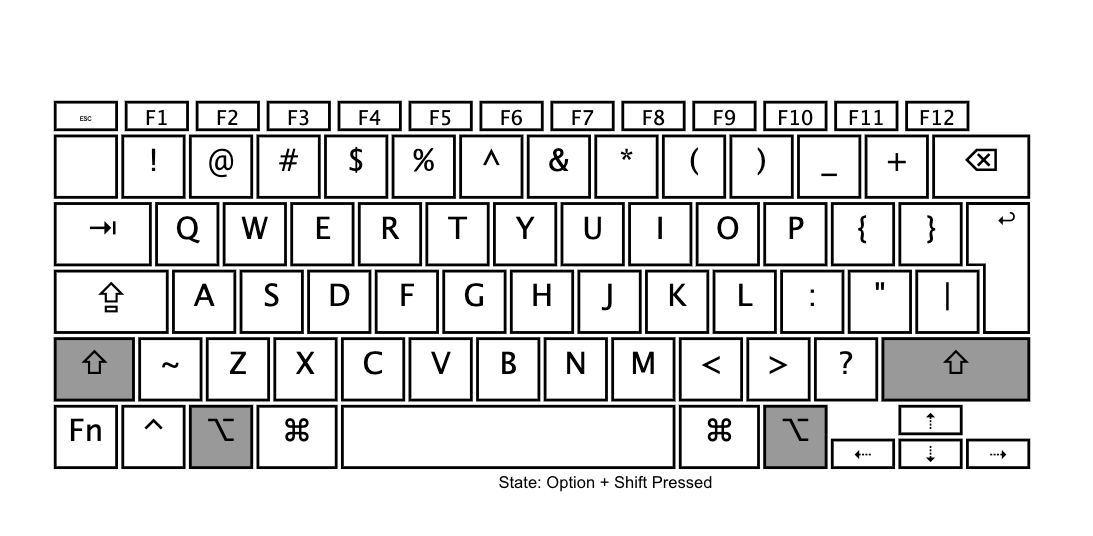 ESC F1 F2 F3 F4 F5 F6 F7 F8 F9 F10 F11 F12
! @ # $ % ^ & * ( ) _ + ⌫
⇥ Q W E R T Y U I O P { } ↩
⇪ A S D F G H J K L : " |
⇧ ~ Z X C V B N M < > ? ⇧
Fn ^ ⌥ ⌘ ⌘ ⌥ ⇠ ⇡ ⇣ ⇢
State: Option + Shift Pressed